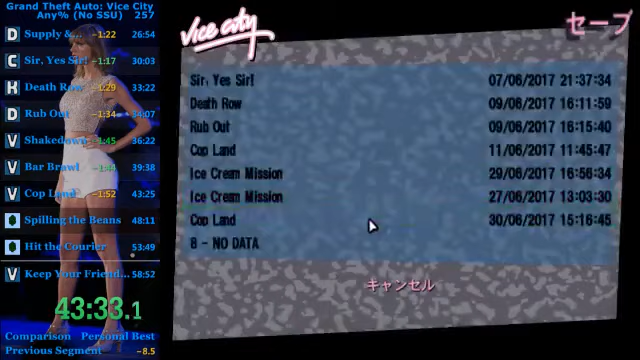 Grand Theft Auto: Vice City
Any% (No SSU) 257
Supply &... -1:22 26:54
Sir, Yes Sir! -1:17 30:03
Death Row -1:29 33:22
Rub Out -1:34 34:07
Shakedown -1:45 36:22
Bar Brawl 39:38
Cop Land -1:52 43:25
Spilling the Beans 48:11
Hit the Courier 53:49
Keep Your Friend... 58:52
43:33.1
Comparison Personal Best
Previous Segment -8.5
vice city
セーブ
Sir, Yes Sir! 07/06/2017 21:37:34
Death Row 09/06/2017 16:11:59
Rub Out 09/06/2017 16:15:40
Cop Land 11/06/2017 11:45:47
Ice Cream Mission 29/06/2017 16:56:34
Ice Cream Mission 27/06/2017 13:03:30
Cop Land 30/06/2017 15:16:45
8 - NO DATA
キャンセル